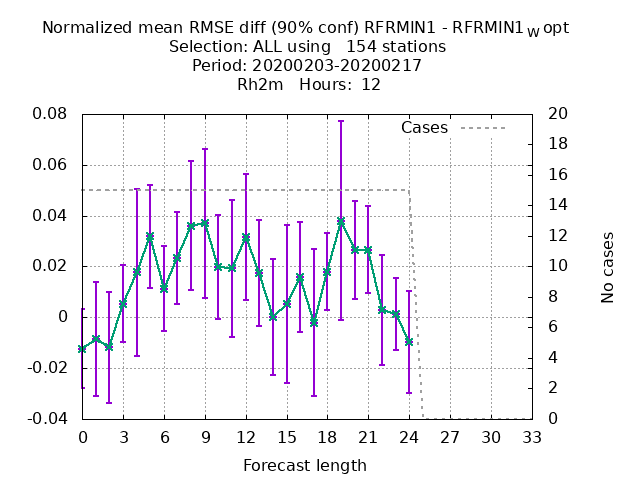 Normalized mean RMSE diff (90% conf) RFRMIN1 - RFRMIN1_W opt
Selection: ALL using 154 stations
Period: 20200203-20200217
Rh2m Hours: 12
Cases
0.08
0.06
0.04
0.02
0
-0.02
-0.04
20
18
16
14
12
10
8
6
4
2
0
No cases
0 3 6 9 12 15 18 21 24 27 30 33
Forecast length